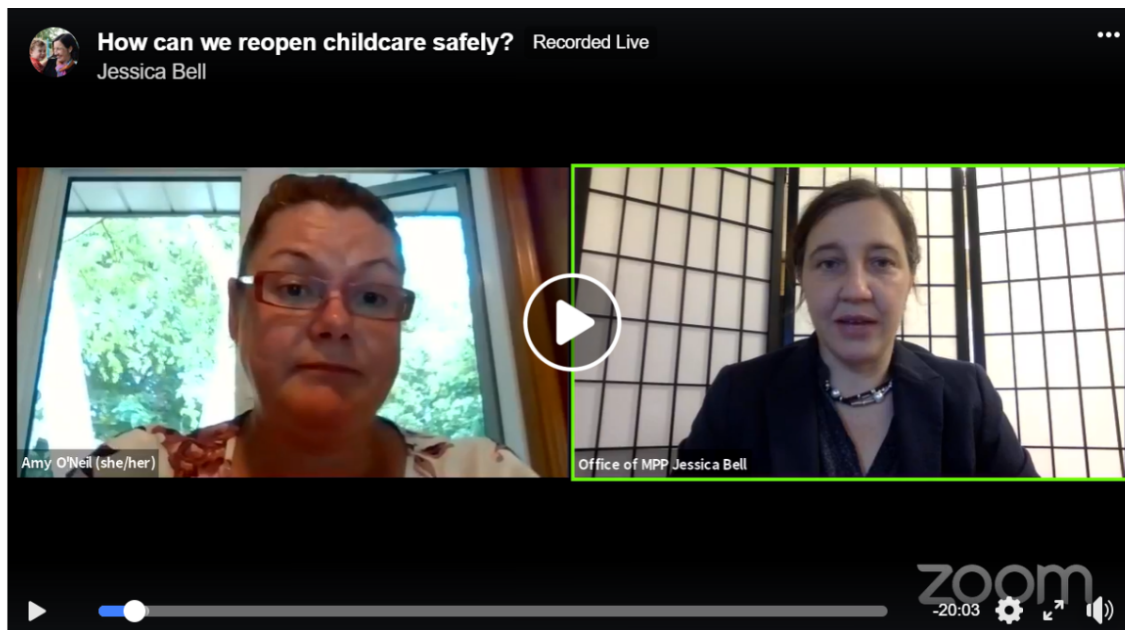 How can we reopen childcare safely? Recorded Live
Jessica Bell
Amy O'Neil (she/her)
Office of MPP Jessica Bell
zoom
-20:03